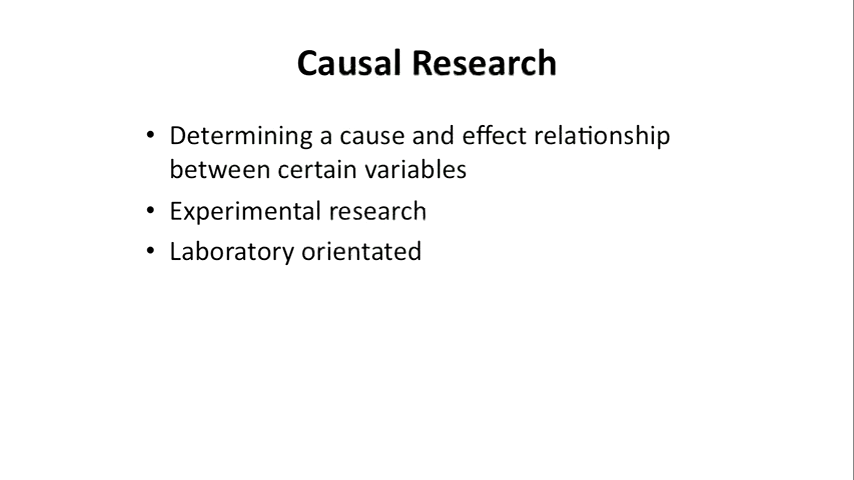 Causal Research
• Determining a cause and effect relationship
between certain variables
• Experimental research
• Laboratory orientated